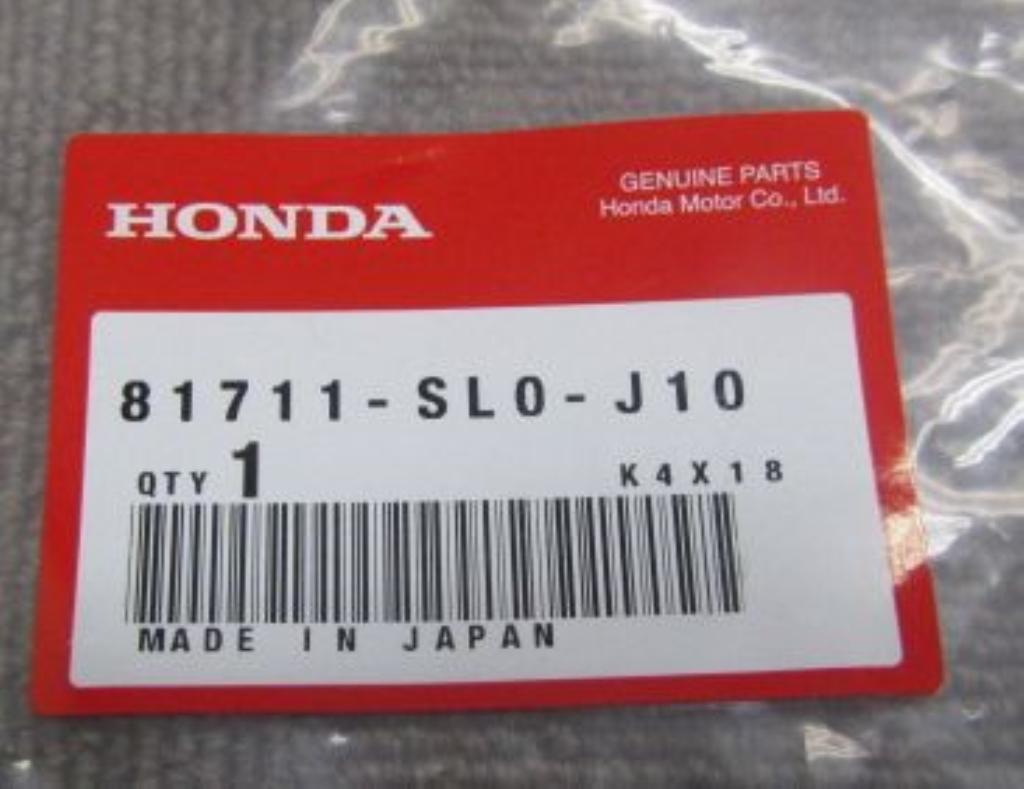 HONDA
GENUINE PARTS
Honda Motor Co., Ltd.
81711-SL0-J10
QTY 1
K4X18
MADE IN JAPAN